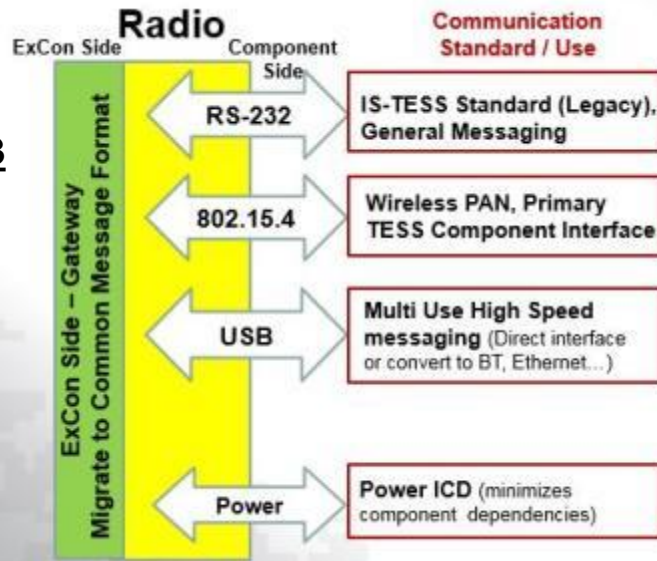 Radio
Communication
Standard / Use
ExCon Side
Component
Side
ExCon Side – Gateway
Migrate to Common Message Format
RS-232
IS-TESS Standard (Legacy),
General Messaging
802.15.4
Wireless PAN, Primary
TESS Component Interface
USB
Multi Use High Speed
messaging (Direct interface
or convert to BT, Ethernet…)
Power
Power ICD (minimizes
component dependencies)